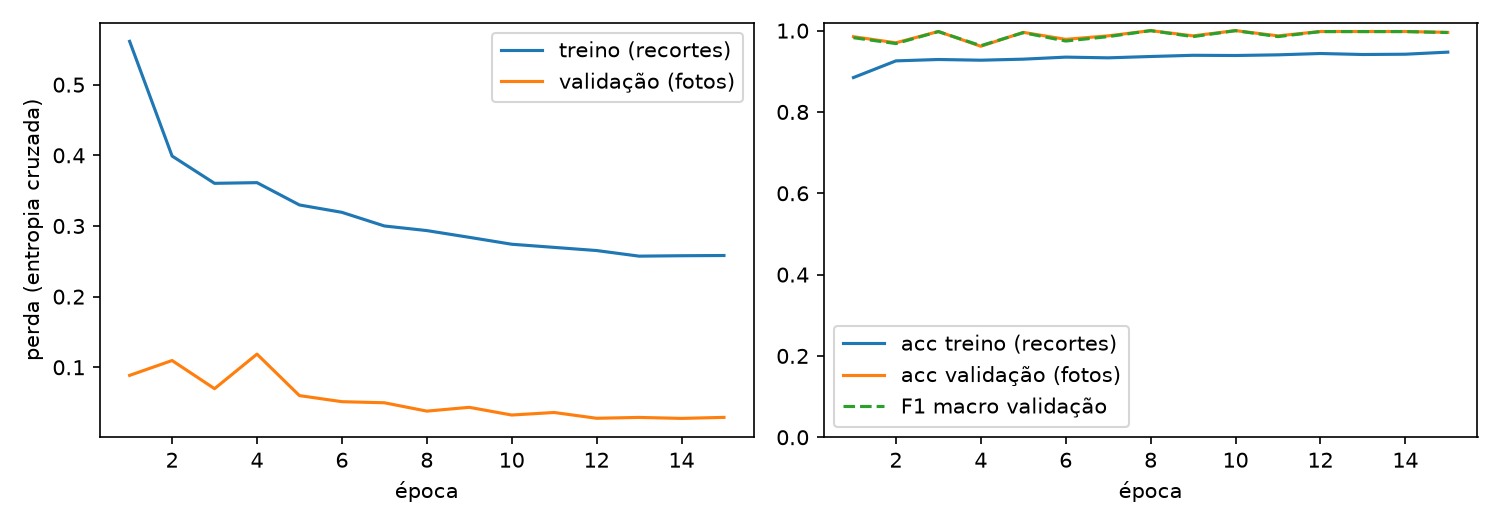 perda (entropia cruzada)
0.5
0.4
0.3
0.2
0.1
treino (recortes)
validação (fotos)
2 4 6 8 10 12 14
época
1.0
0.8
0.6
0.4
0.2
0.0
acc treino (recortes)
acc validação (fotos)
F1 macro validação
2 4 6 8 10 12 14
época